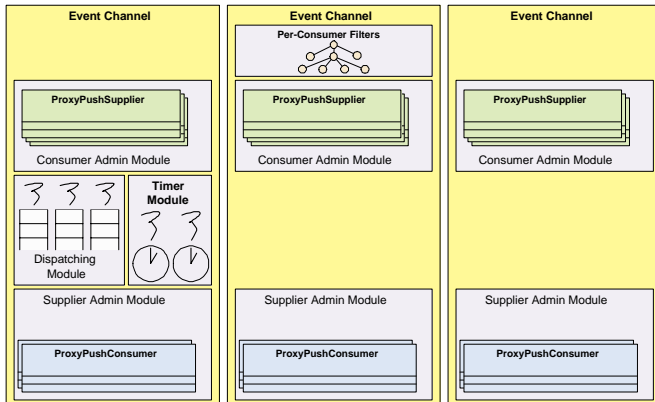 Event Channel
ProxyPushSupplier
Consumer Admin Module
Dispatching
Module
Timer
Module
Supplier Admin Module
ProxyPushConsumer
Event Channel
Per-Consumer Filters
ProxyPushSupplier
Consumer Admin Module
Supplier Admin Module
ProxyPushConsumer
Event Channel
ProxyPushSupplier
Consumer Admin Module
Supplier Admin Module
ProxyPushConsumer